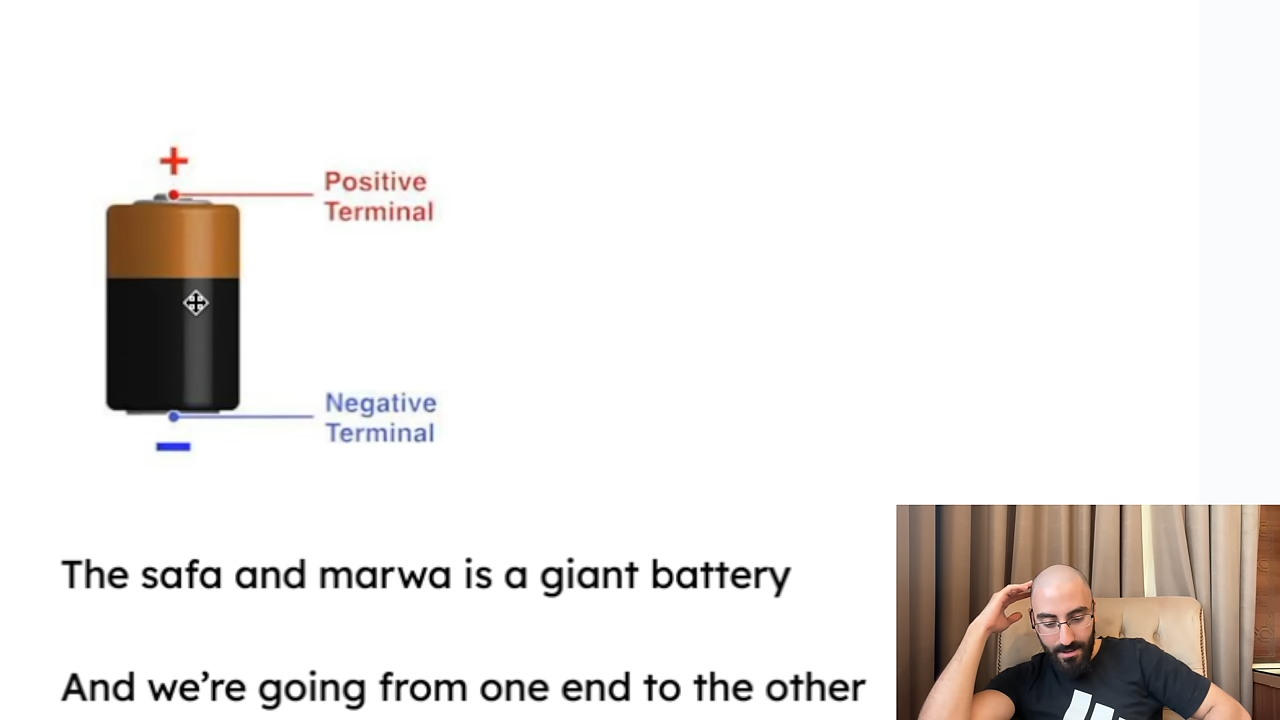 +
Positive
Terminal
Negative
Terminal
–
The safa and marwa is a giant battery
And we’re going from one end to the other